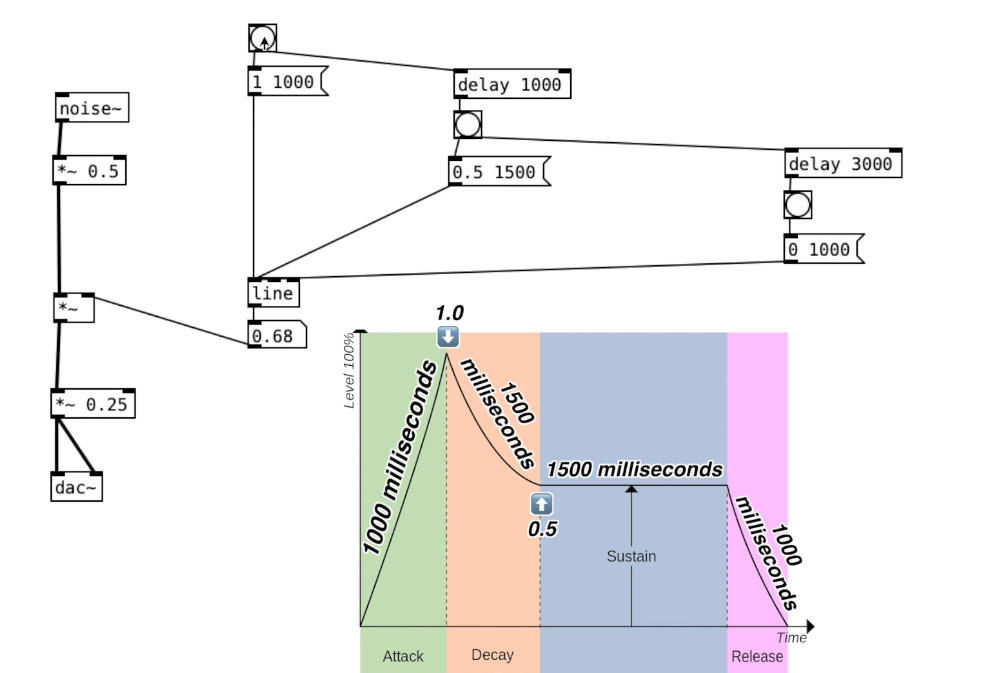 1 1000
delay 1000
noise~
*~ 0.5
0.5 1500
delay 3000
0 1000
line
*~
0.68
*~ 0.25
dac~
1.0
Level 100%
1000 milliseconds
1500
milliseconds
1500 milliseconds
0.5
Sustain
1000
milliseconds
Time
Attack
Decay
Release